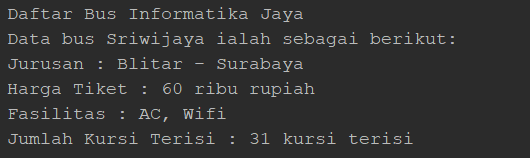 Daftar Bus Informatika Jaya
Data bus Sriwijaya ialah sebagai berikut:
Jurusan : Blitar - Surabaya
Harga Tiket : 60 ribu rupiah
Fasilitas : AC, Wifi
Jumlah Kursi Terisi : 31 kursi terisi